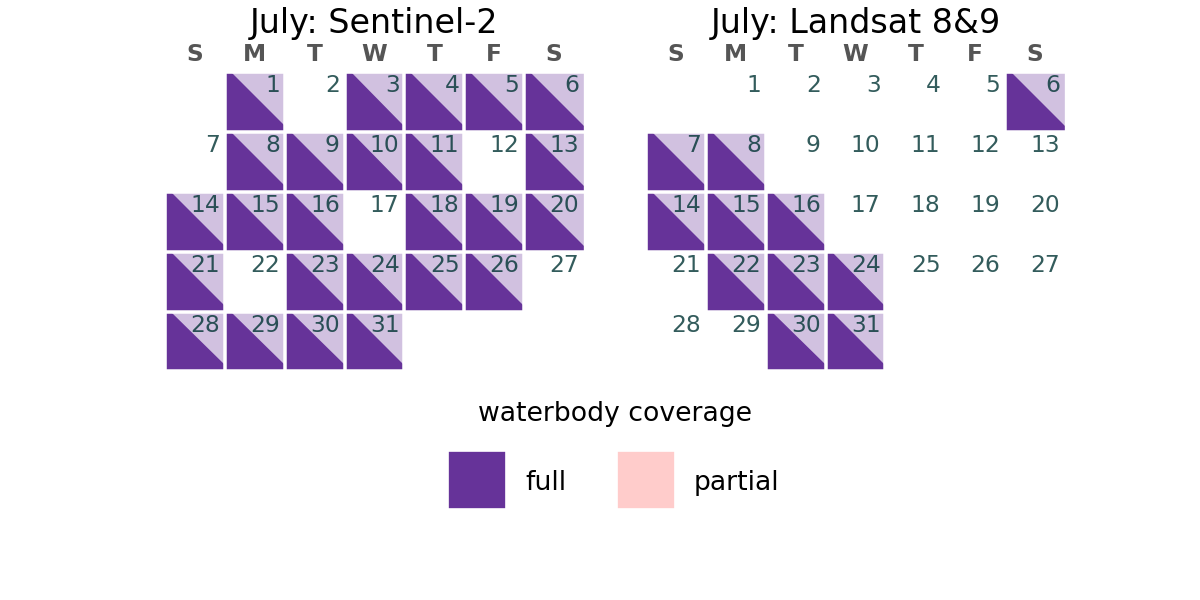 July: Sentinel-2
S M T W T F S
1 2 3 4 5 6
7 8 9 10 11 12 13
14 15 16 17 18 19 20
21 22 23 24 25 26 27
28 29 30 31
July: Landsat 8&9
S M T W T F S
1 2 3 4 5 6
7 8 9 10 11 12 13
14 15 16 17 18 19 20
21 22 23 24 25 26 27
28 29 30 31
waterbody coverage
full partial